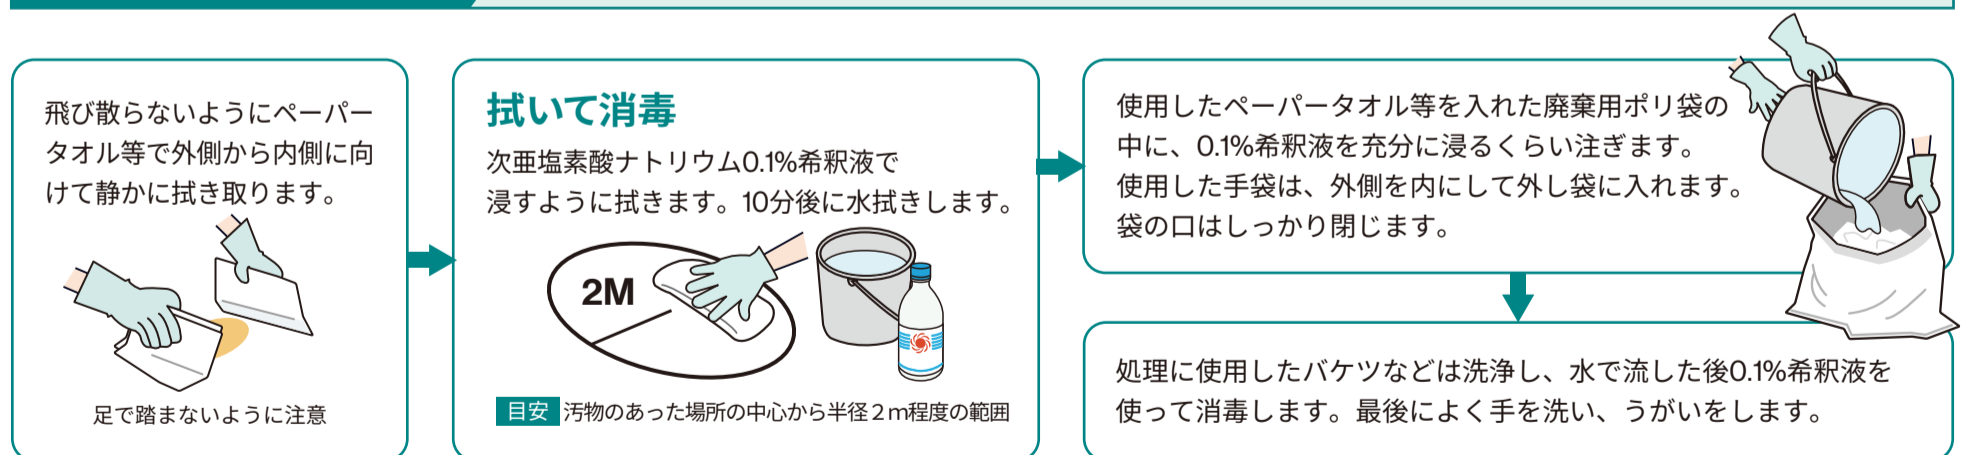 飛び散らないようにペーパー
タオル等で外側から内側に向
けて静かに拭き取ります。
足で踏まないように注意
拭いて消毒
次亜塩素酸ナトリウム0.1%希釈液で
浸すように拭きます。10分後に水拭きします。
2M
目安 汚物のあった場所の中心から半径２ｍ程度の範囲
使用したペーパータオル等を入れた廃棄用ポリ袋の
中に、0.1%希釈液を充分に浸るくらい注ぎます。
使用した手袋は、外側を内にして外し袋に入れます。
袋の口はしっかり閉じます。
処理に使用したバケツなどは洗浄し、水で流した後0.1%希釈液を
使って消毒します。最後によく手を洗い、うがいをします。